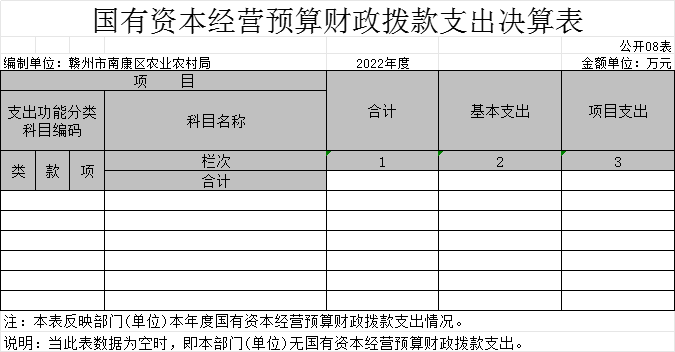 国有资本经营预算财政拨款支出决算表
公开08表
编制单位：赣州市南康区农业农村局 2022年度 金额单位：万元
项 目 合计 基本支出 项目支出
支出功能分类科目编码 科目名称
类 款 项 栏次 1 2 3
合计
注：本表反映部门(单位)本年度国有资本经营预算财政拨款支出情况。
说明：当此表数据为空时，即本部门(单位)无国有资本经营预算财政拨款支出。